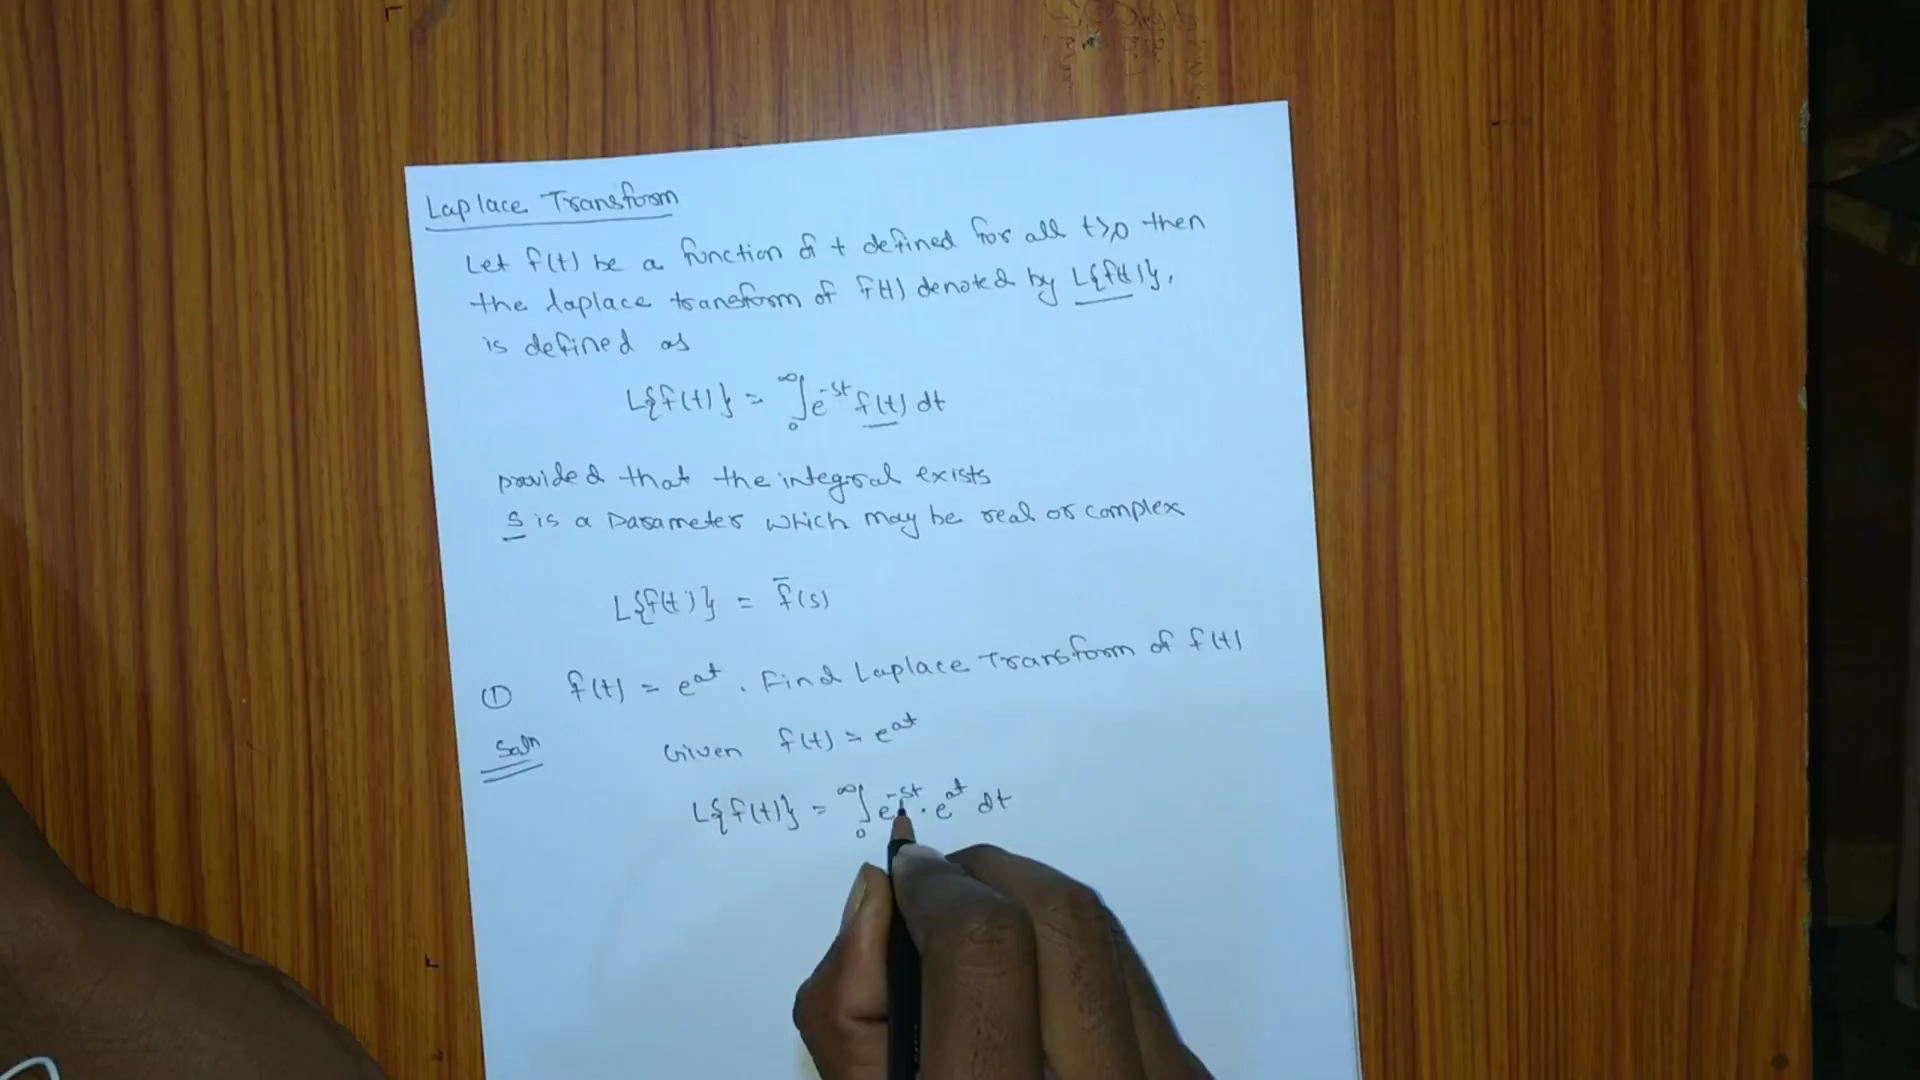 Laplace Transform
Let f(t) be a function of t defined for all t≥0 then
the laplace transform of f(t) denoted by L{f(t)},
is defined as
L{f(t)} = ∫₀^∞ e^{-st} f(t) dt
provided that the integral exists
s is a parameter which may be real or complex
L{f(t)} = f̄(s)
① f(t) = e^{at}. Find Laplace Transform of f(t)
Soln Given f(t) = e^{at}
L{f(t)} = ∫₀^∞ e^{-st} · e^{at} dt